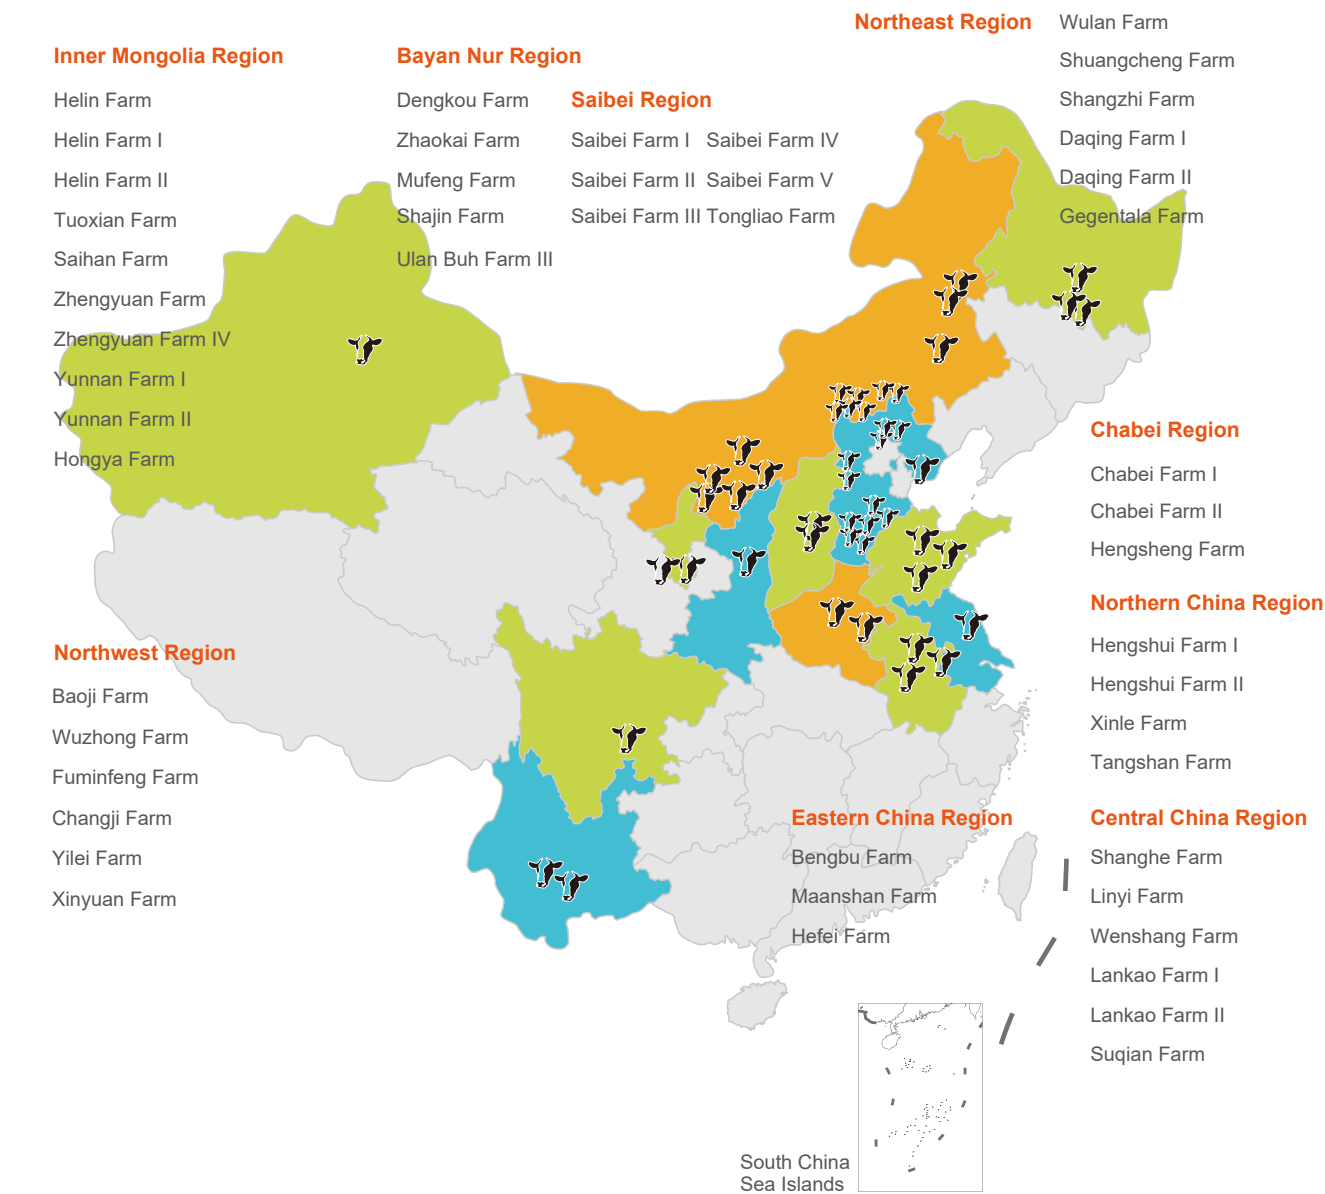 Inner Mongolia Region
Helin Farm
Helin Farm I
Helin Farm II
Tuoxian Farm
Saihan Farm
Zhengyuan Farm
Zhengyuan Farm IV
Yunnan Farm I
Yunnan Farm II
Hongya Farm
Bayan Nur Region
Dengkou Farm
Zhaokai Farm
Mufeng Farm
Shajin Farm
Ulan Buh Farm III
Saibei Region
Saibei Farm I Saibei Farm IV
Saibei Farm II Saibei Farm V
Saibei Farm III Tongliao Farm
Northeast Region
Wulan Farm
Shuangcheng Farm
Shangzhi Farm
Daqing Farm I
Daqing Farm II
Gegentala Farm
Chabei Region
Chabei Farm I
Chabei Farm II
Hengsheng Farm
Northern China Region
Hengshui Farm I
Hengshui Farm II
Xinle Farm
Tangshan Farm
Northwest Region
Baoji Farm
Wuzhong Farm
Fuminfeng Farm
Changji Farm
Yilei Farm
Xinyuan Farm
Eastern China Region
Bengbu Farm
Maanshan Farm
Hefei Farm
Central China Region
Shanghe Farm
Linyi Farm
Wenshang Farm
Lankao Farm I
Lankao Farm II
Suqian Farm
South China
Sea Islands